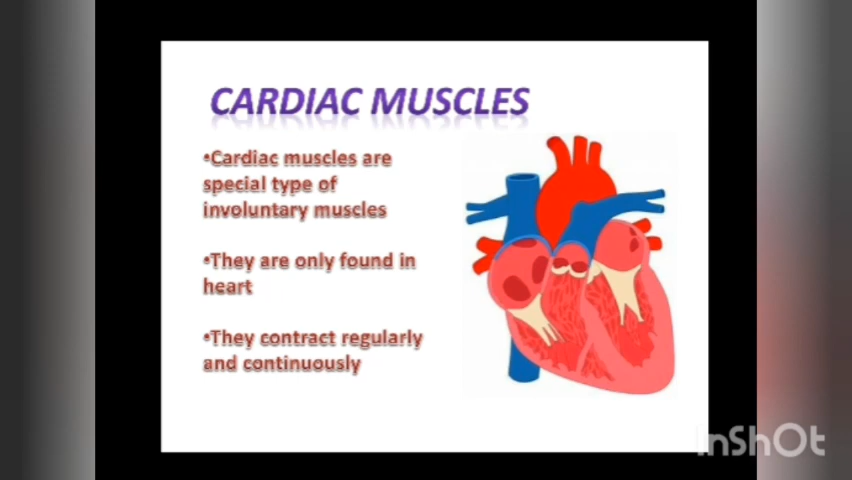 CARDIAC MUSCLES
•Cardiac muscles are
special type of
involuntary muscles
•They are only found in
heart
•They contract regularly
and continuously
InShOt